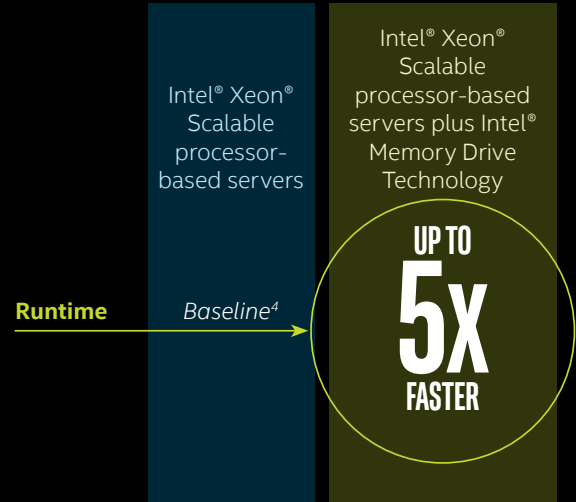 Intel® Xeon®
Scalable
processor-
based servers
Intel® Xeon®
Scalable
processor-based
servers plus Intel®
Memory Drive
Technology
Runtime
Baseline⁴
UP TO
5X
FASTER